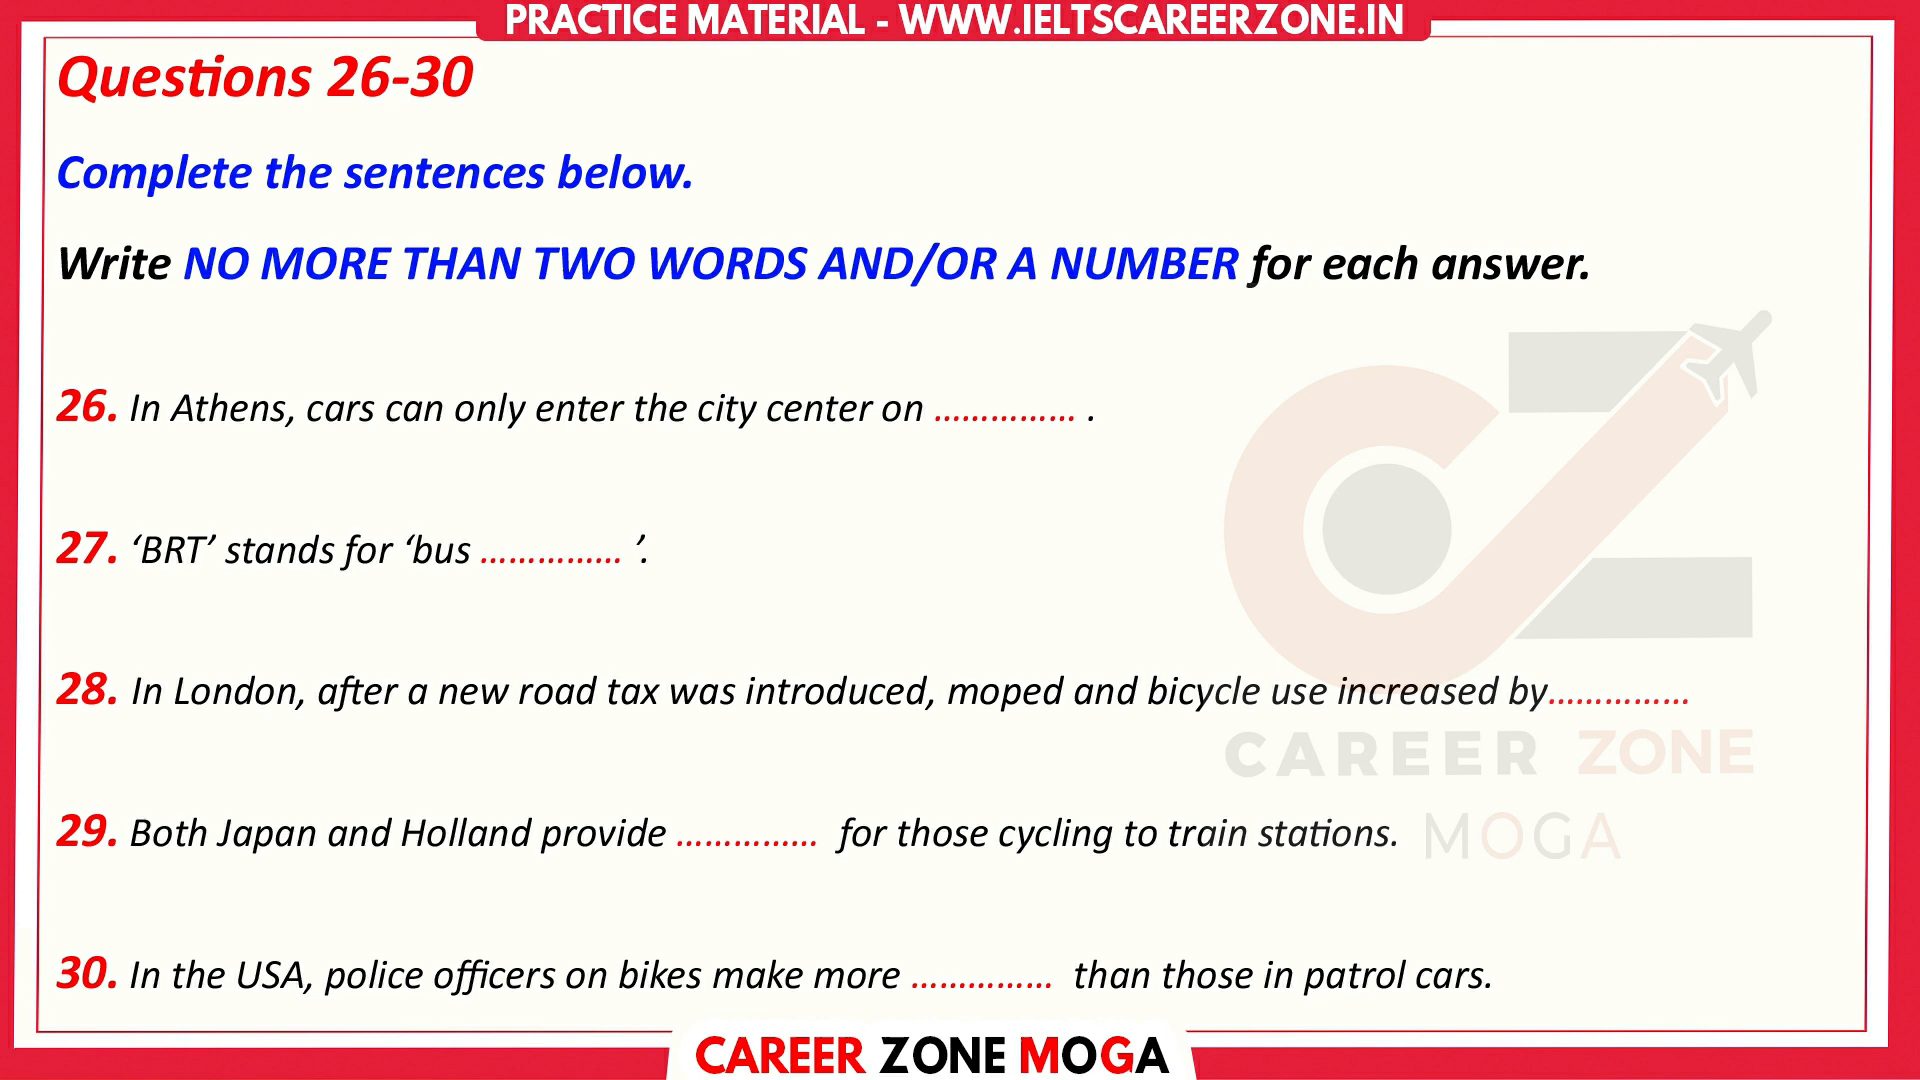 PRACTICE MATERIAL - WWW.IELTSCAREERZONE.IN
Questions 26-30
Complete the sentences below.
Write NO MORE THAN TWO WORDS AND/OR A NUMBER for each answer.
26. In Athens, cars can only enter the city center on …………… .
27. ‘BRT’ stands for ‘bus …………… ’.
28. In London, after a new road tax was introduced, moped and bicycle use increased by……………
CAREER ZONE
29. Both Japan and Holland provide …………… for those cycling to train stations.
MOGA
30. In the USA, police officers on bikes make more …………… than those in patrol cars.
CAREER ZONE MOGA